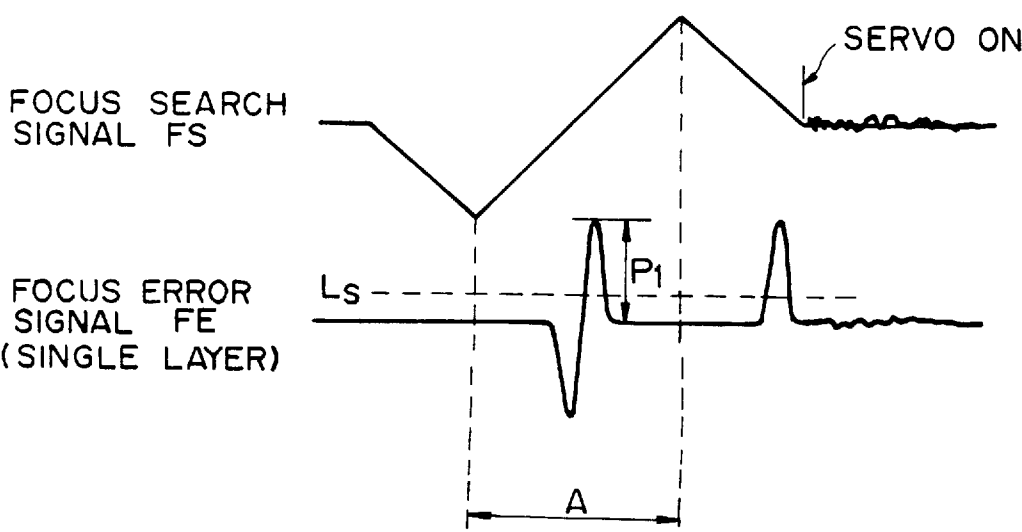 SERVO ON
FOCUS SEARCH
SIGNAL FS
P1
LS
FOCUS ERROR
SIGNAL FE
(SINGLE LAYER)
A